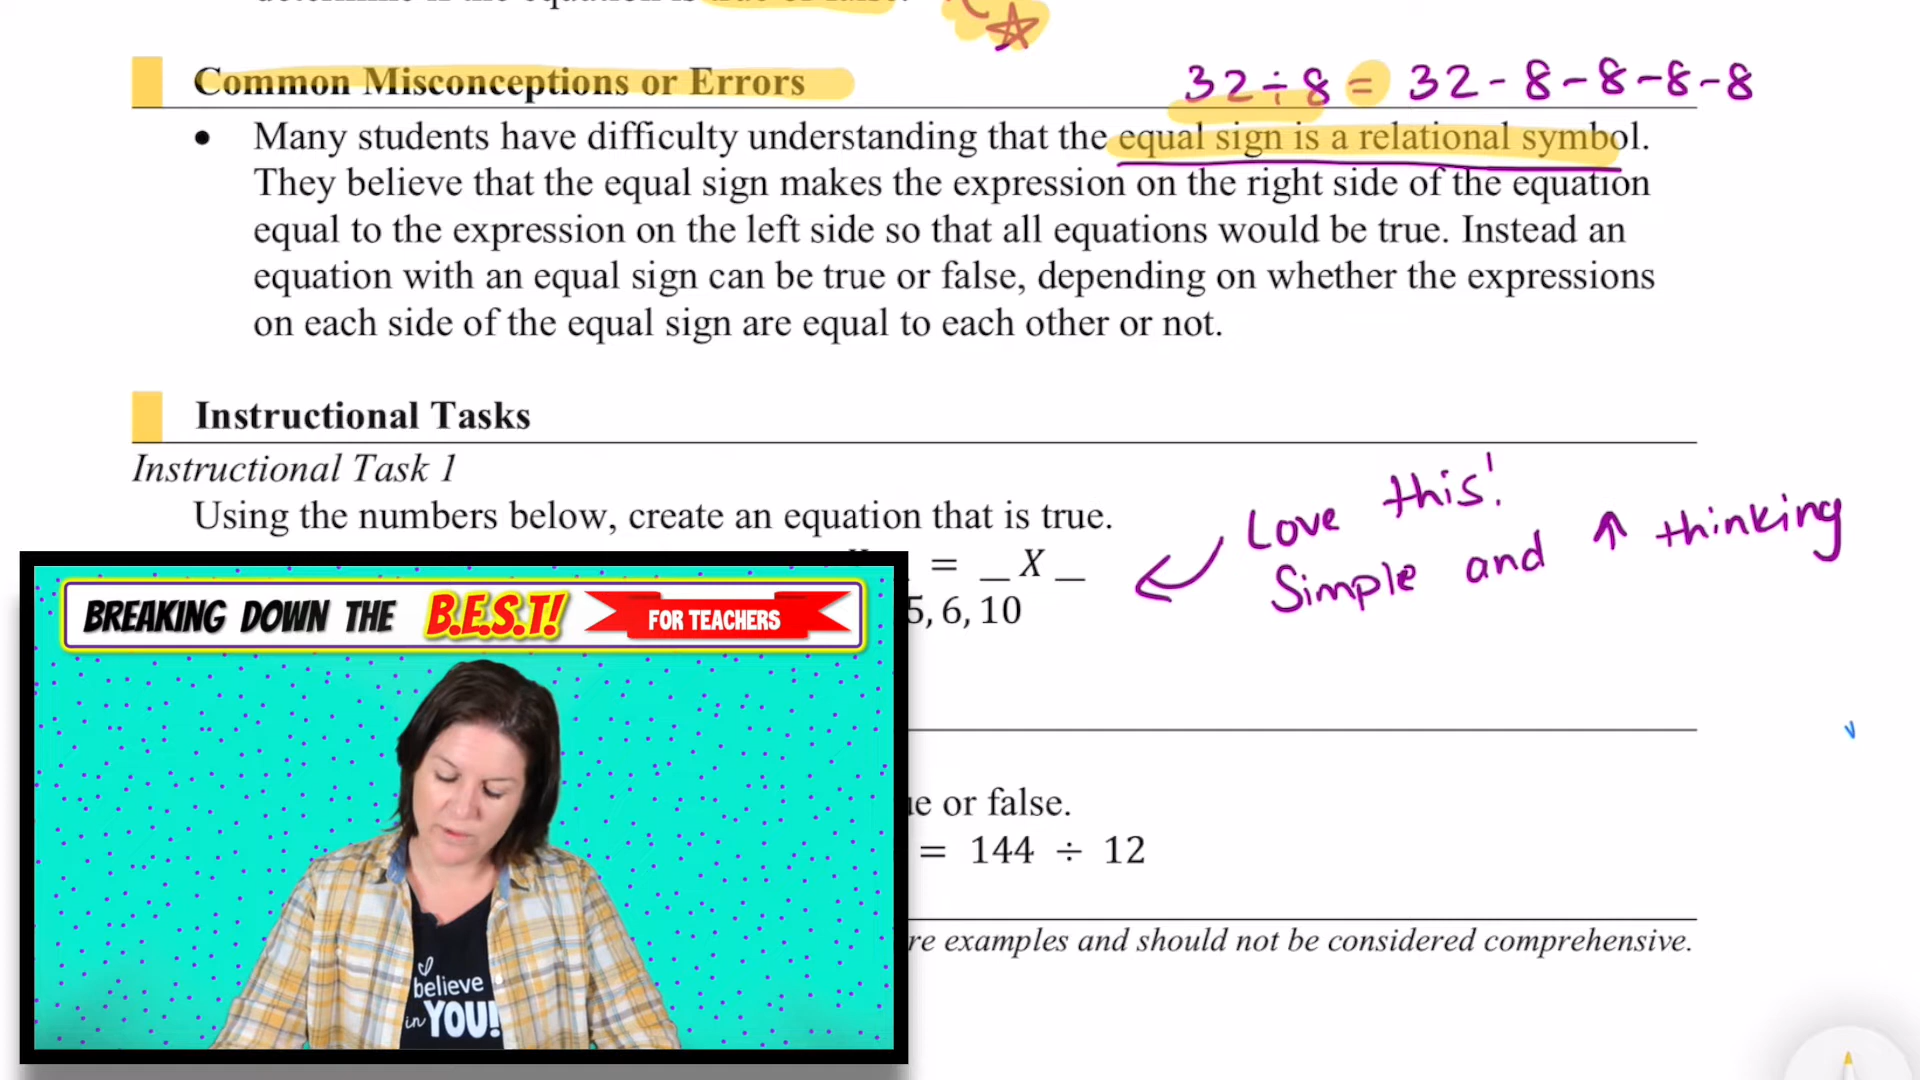 Common Misconceptions or Errors
32 ÷ 8 = 32 - 8 - 8 - 8 - 8
• Many students have difficulty understanding that the equal sign is a relational symbol.
They believe that the equal sign makes the expression on the right side of the equation
equal to the expression on the left side so that all equations would be true. Instead an
equation with an equal sign can be true or false, depending on whether the expressions
on each side of the equal sign are equal to each other or not.
Instructional Tasks
Instructional Task 1
Using the numbers below, create an equation that is true.
= _ X _
5, 6, 10
Love this!
Simple and ↑ thinking
BREAKING DOWN THE B.E.S.T! FOR TEACHERS
or false.
= 144 ÷ 12
examples and should not be considered comprehensive.
believe
in YOU!